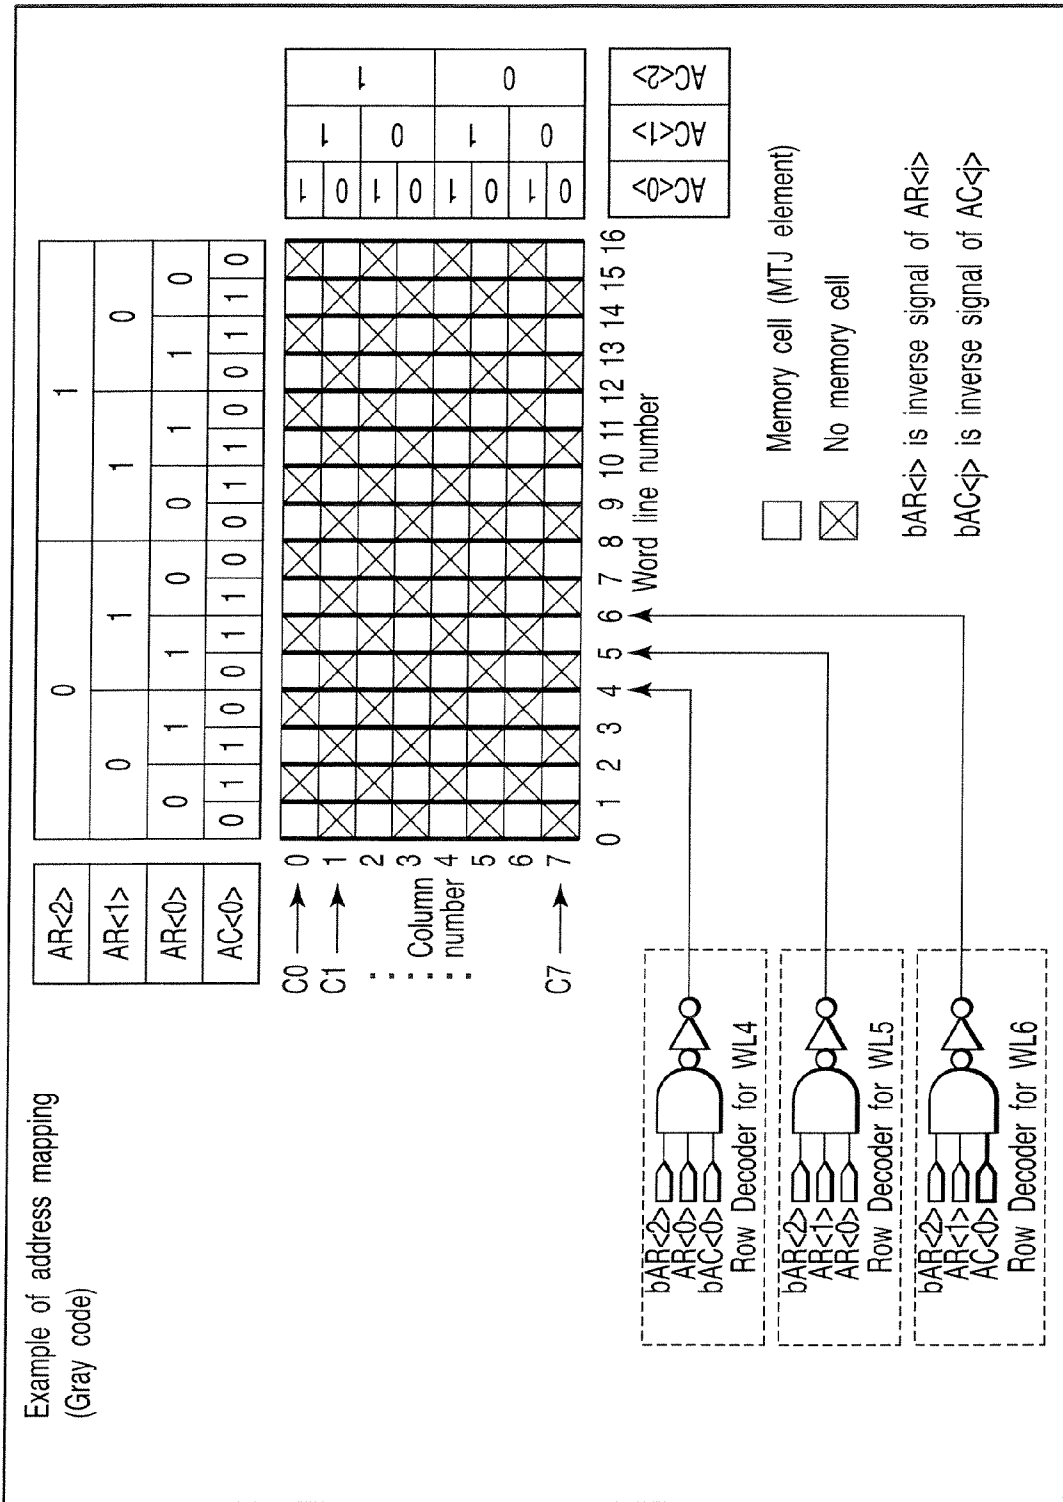 Example of address mapping
(Gray code)
AR<2> 0 1
AR<1> 0 1 1 0
AR<0> 0 1 1 0 0 1 1 0
AC<0> 0 1 1 0 0 1 1 0 0 1 1 0 0 1 1 0
C0 0
C1 1
2
3
4
5
6
C7 7
Column
number
1 0 1 0 1 0 1 0 AC<0>
1 0 1 0 AC<1>
1 0 AC<2>
0 1 2 3 4 5 6 7 8 9 10 11 12 13 14 15 16
Word line number
bAR<2>
AR<0>
bAC<0>
Row Decoder for WL4
bAR<2>
AR<1>
AR<0>
Row Decoder for WL5
bAR<2>
AR<1>
AC<0>
Row Decoder for WL6
Memory cell (MTJ element)
No memory cell
bAR<i> is inverse signal of AR<i>
bAC<j> is inverse signal of AC<j>